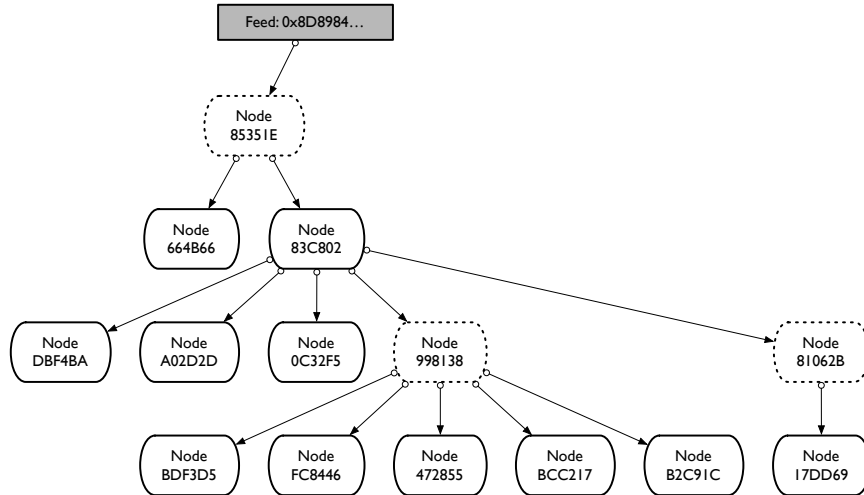 Feed: 0x8D8984…
Node
85351E
Node
664B66
Node
83C802
Node
DBF4BA
Node
A02D2D
Node
0C32F5
Node
998138
Node
81062B
Node
BDF3D5
Node
FC8446
Node
472855
Node
BCC217
Node
B2C91C
Node
17DD69